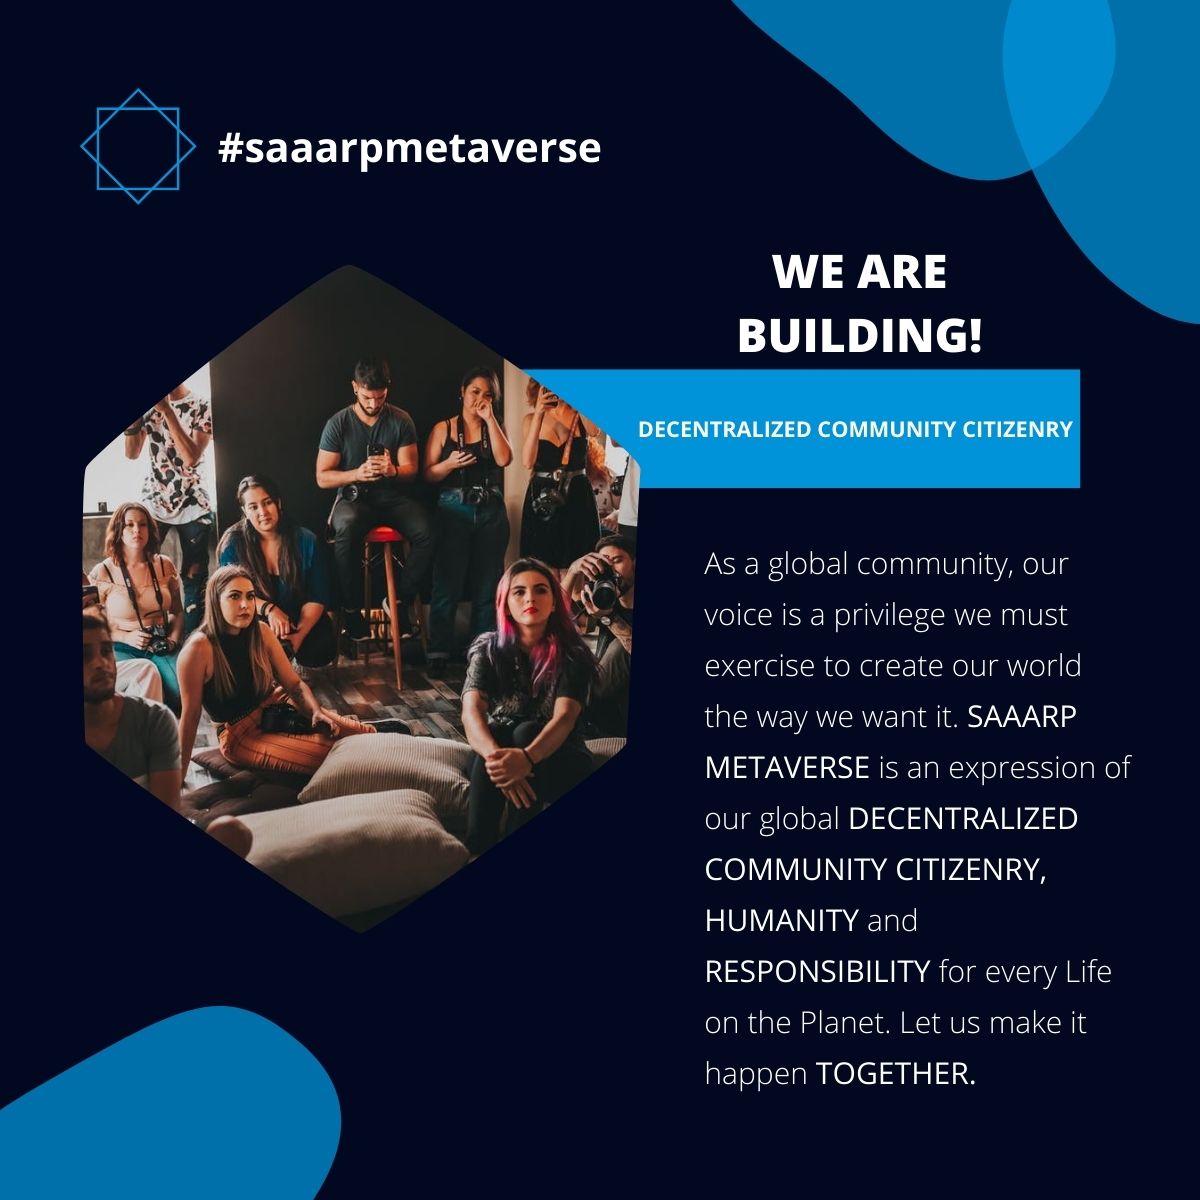 #saaarpmetaverse
WE ARE
BUILDING!
DECENTRALIZED COMMUNITY CITIZENRY
As a global community, our
voice is a privilege we must
exercise to create our world
the way we want it. SAAARP
METAVERSE is an expression of
our global DECENTRALIZED
COMMUNITY CITIZENRY,
HUMANITY and
RESPONSIBILITY for every Life
on the Planet. Let us make it
happen TOGETHER.